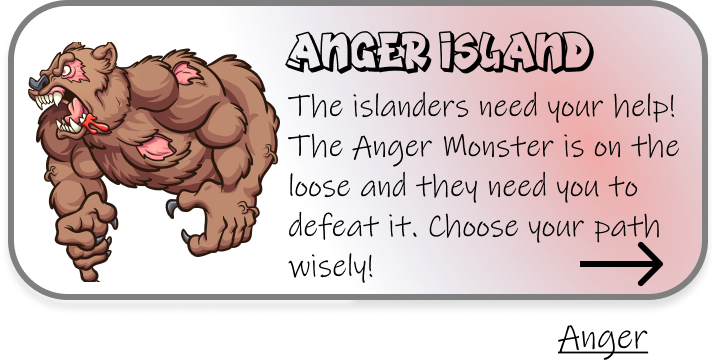 ANGER ISLAND
The islanders need your help!
The Anger Monster is on the
loose and they need you to
defeat it. Choose your path
wisely!
Anger